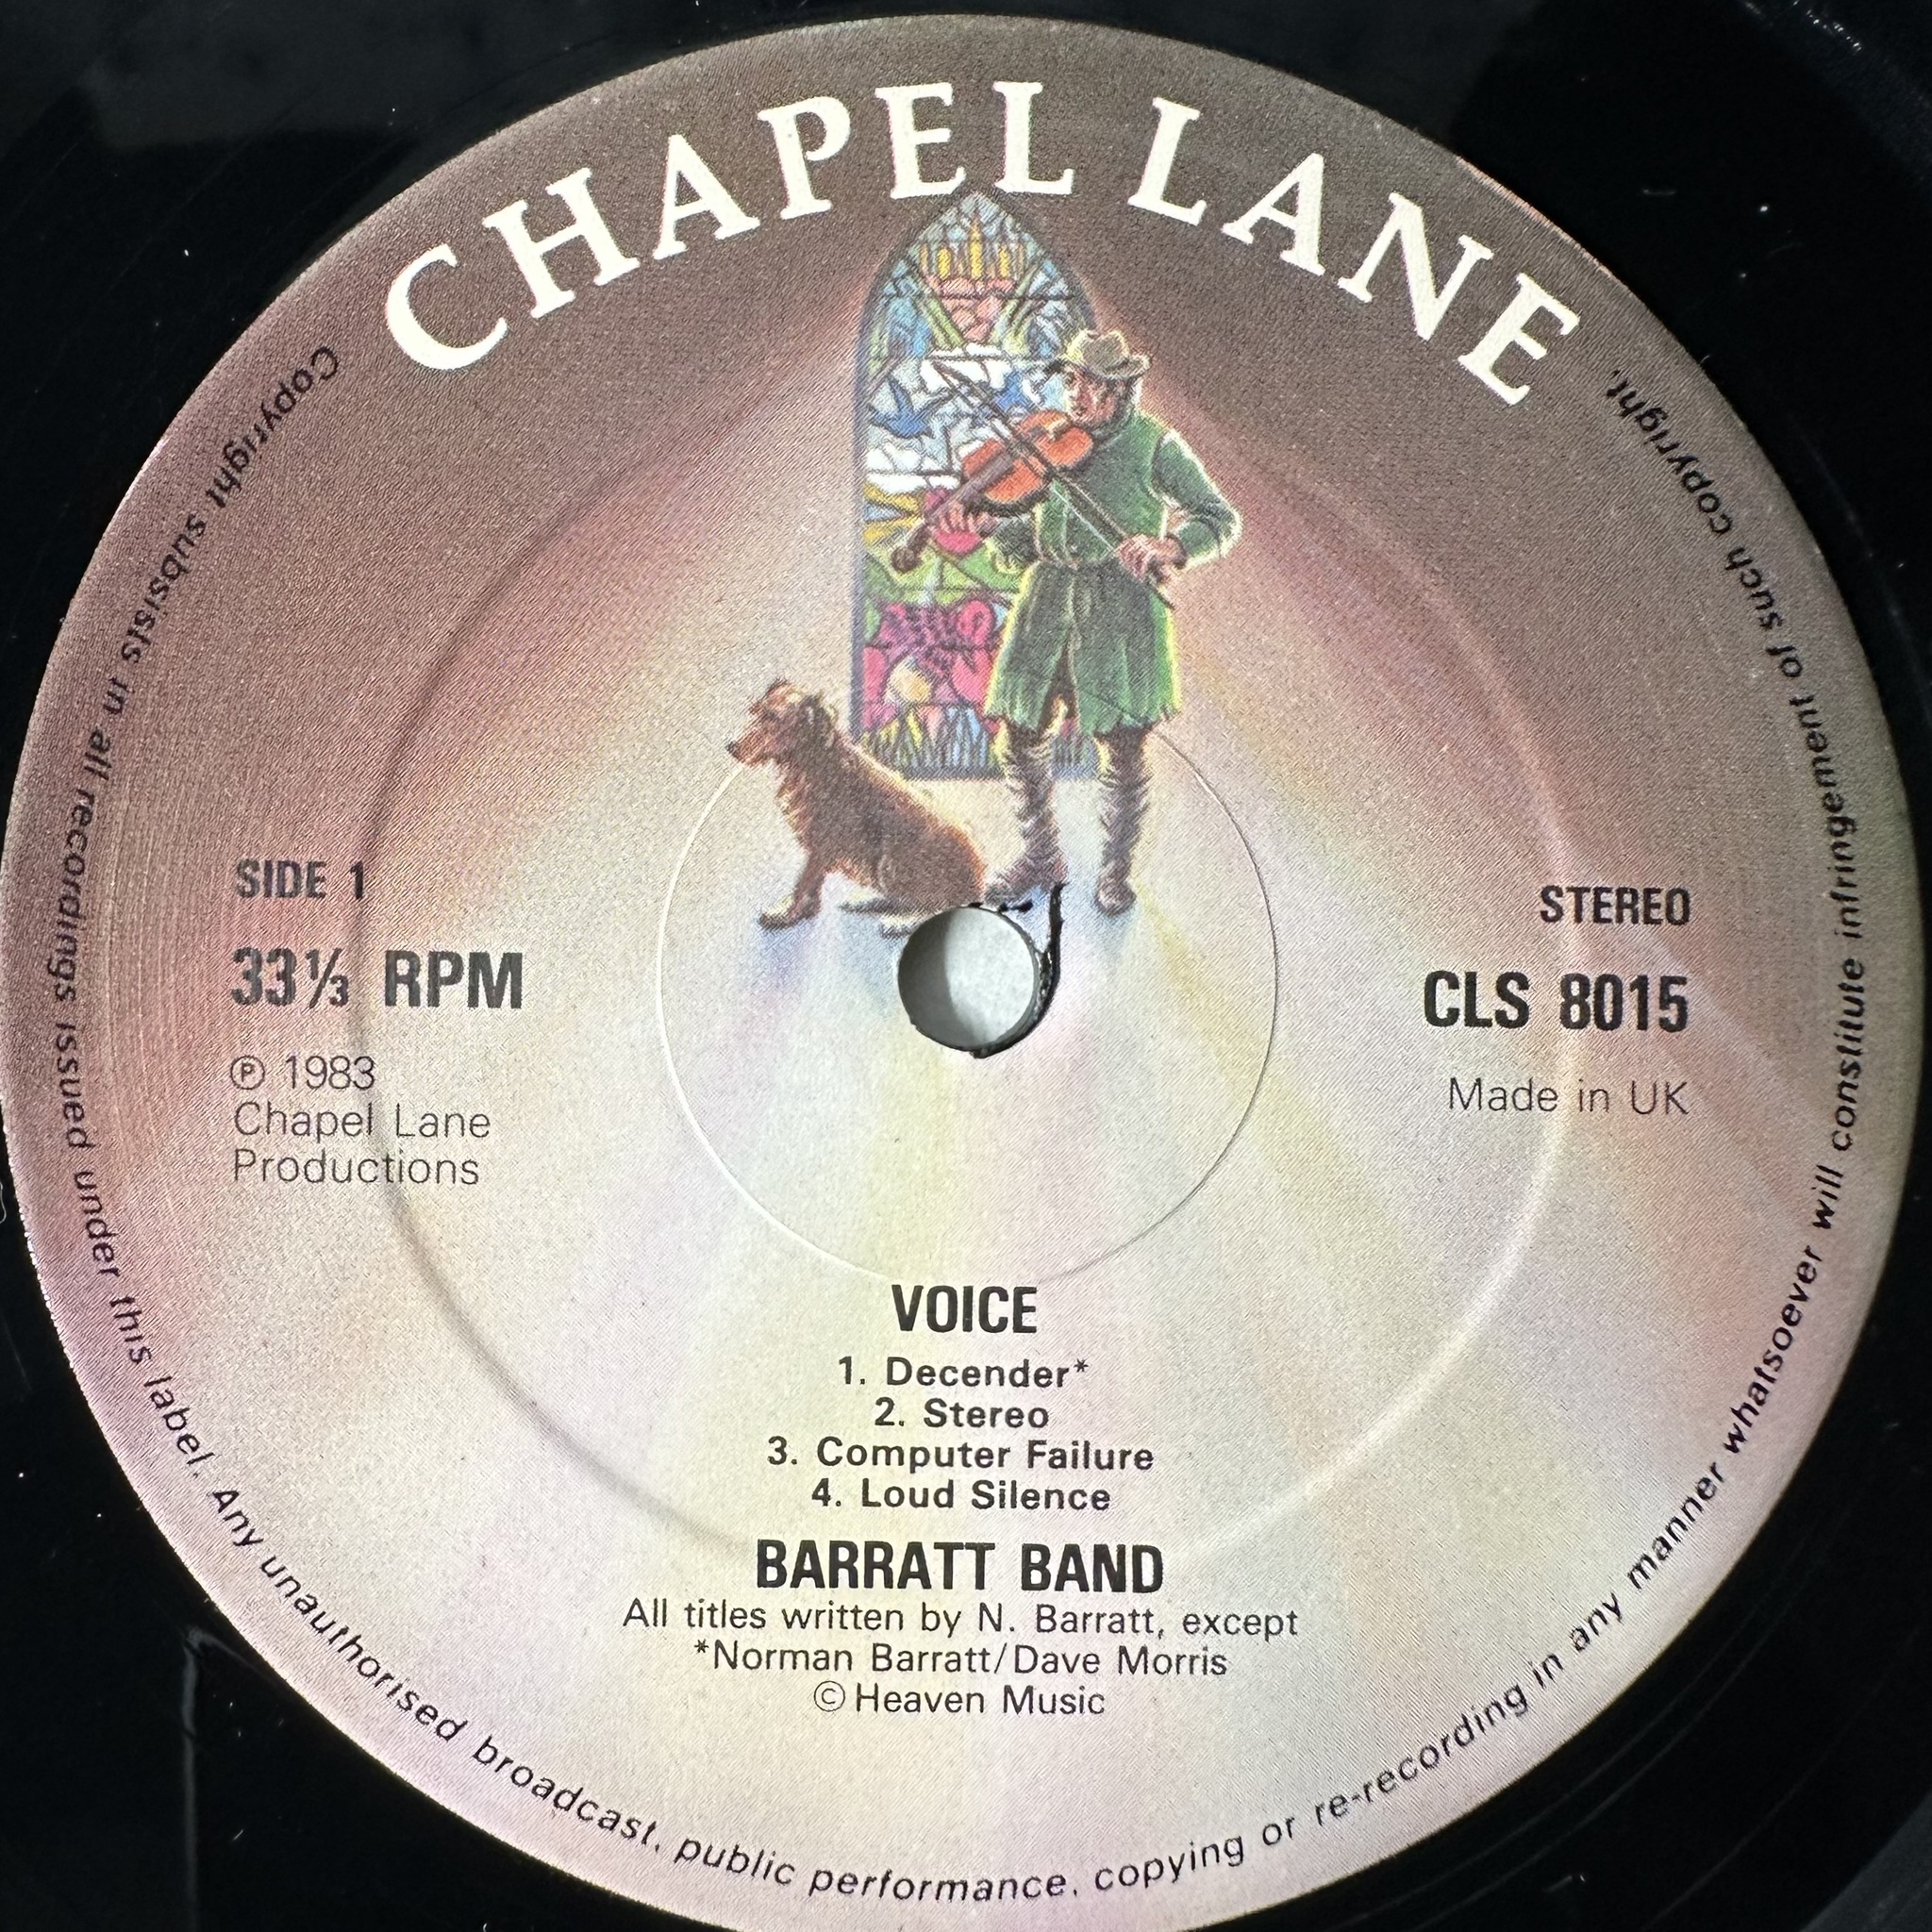 CHAPEL LANE
SIDE 1
33⅓ RPM
℗ 1983
Chapel Lane
Productions
STEREO
CLS 8015
Made in UK
VOICE
1. Decender*
2. Stereo
3. Computer Failure
4. Loud Silence
BARRATT BAND
All titles written by N. Barratt, except
*Norman Barratt/Dave Morris
© Heaven Music
Copyright subsists in all recordings issued under this label. Any unauthorised broadcast, public performance, copying or re-recording in any manner whatsoever will constitute infringement of such copyright.